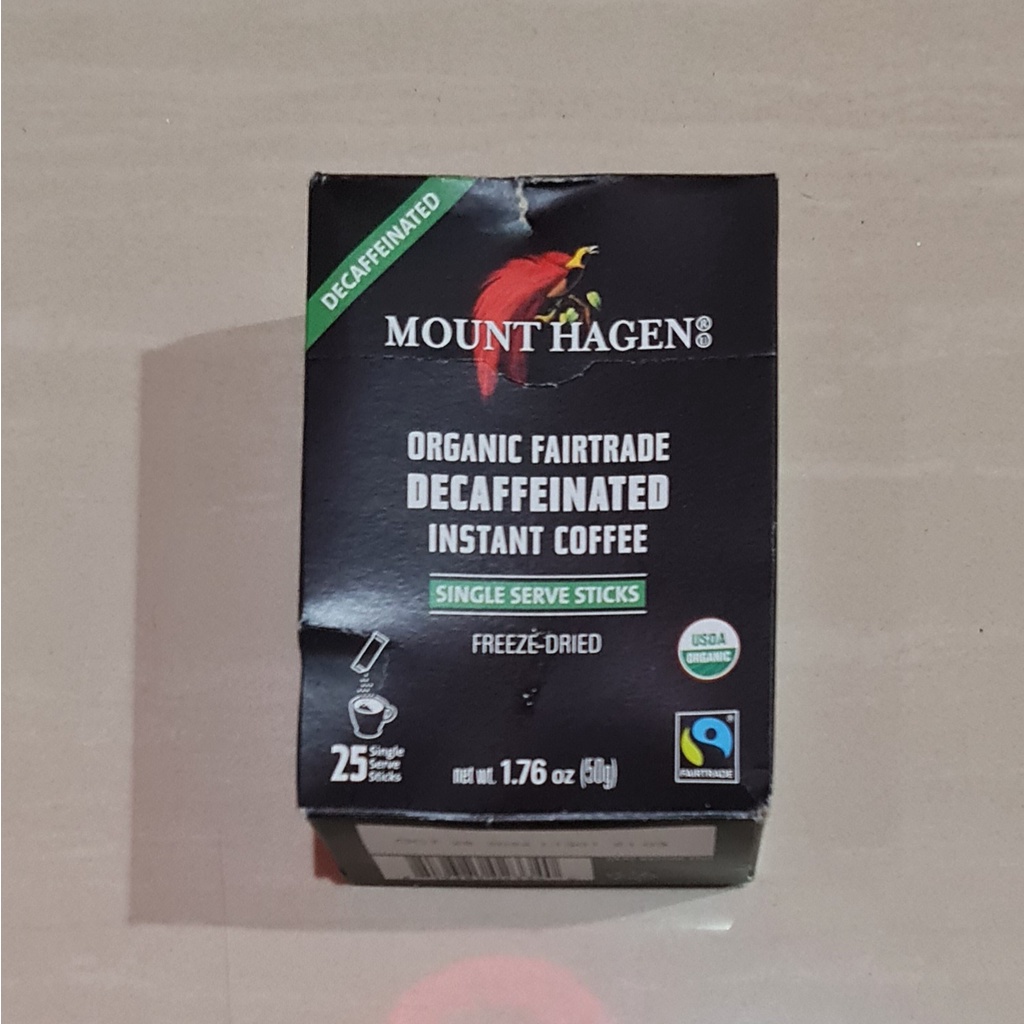 DECAFFEINATED
MOUNT HAGEN®
ORGANIC FAIRTRADE
DECAFFEINATED
INSTANT COFFEE
SINGLE SERVE STICKS
FREEZE-DRIED
USDA
ORGANIC
25 Single
Serve
Sticks
net wt. 1.76 oz (50g)
FAIRTRADE